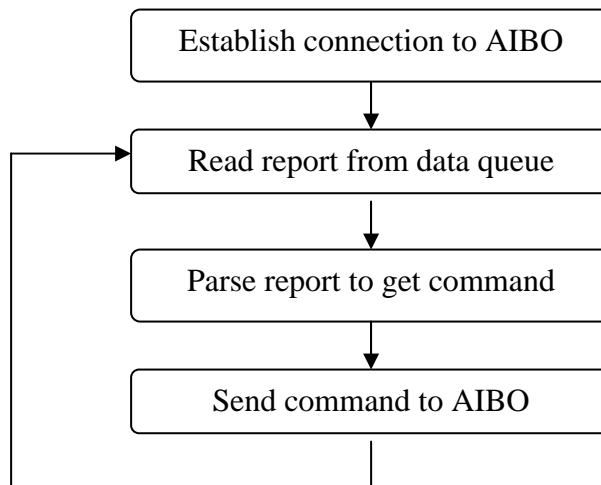 Establish connection to AIBO
Read report from data queue
Parse report to get command
Send command to AIBO